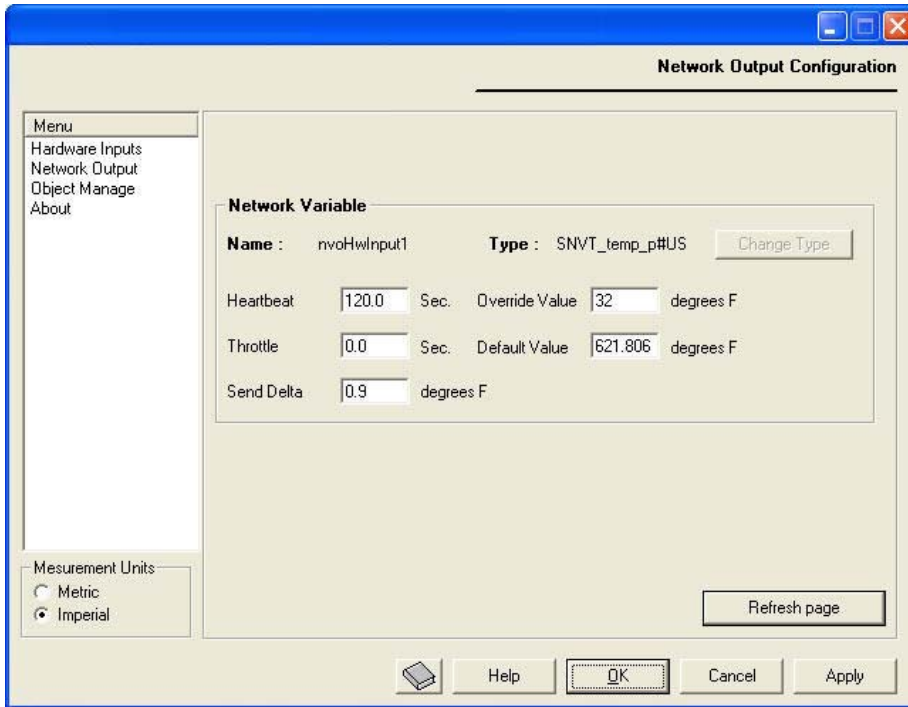 Network Output Configuration
Menu
Hardware Inputs
Network Output
Object Manage
About
Network Variable
Name : nvoHwInput1 Type : SNVT_temp_p#US Change Type
Heartbeat 120.0 Sec. Override Value 32 degrees F
Throttle 0.0 Sec. Default Value 621.806 degrees F
Send Delta 0.9 degrees F
Mesurement Units
Metric
Imperial
Refresh page
Help OK Cancel Apply